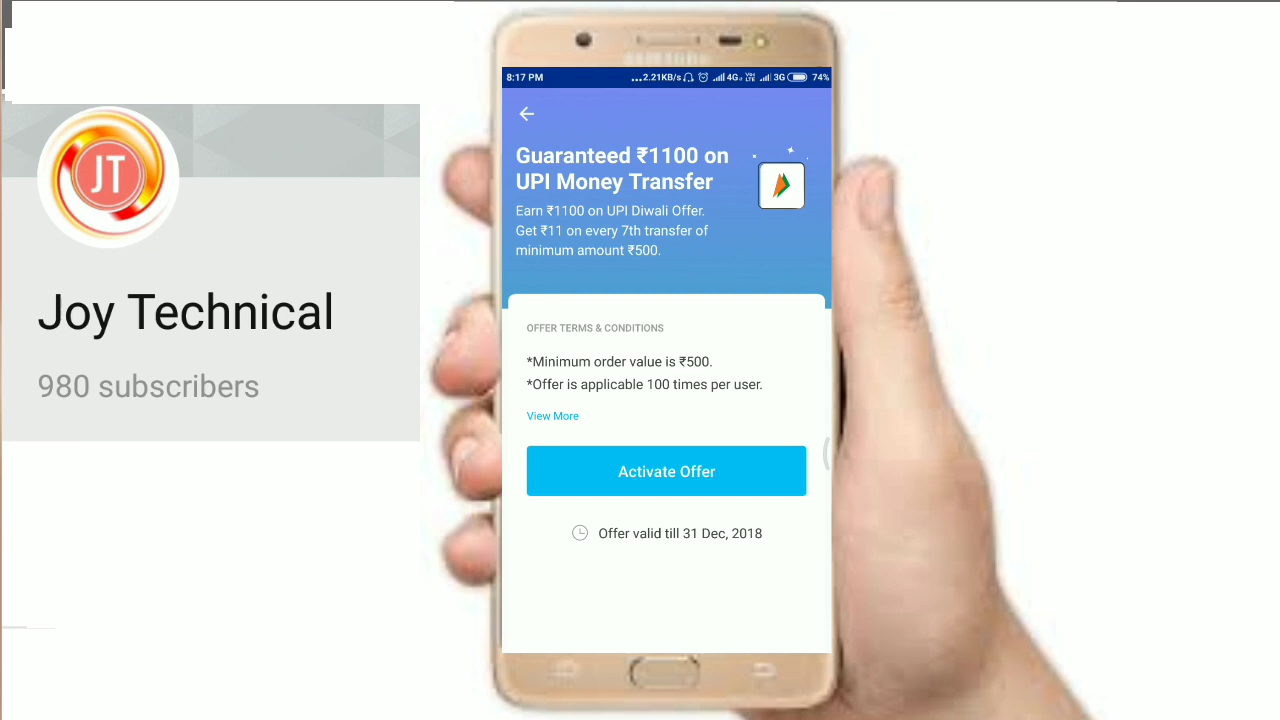 JT
Joy Technical
980 subscribers
SAMSUNG
8:17 PM
...2.21KB/s 4G VoLTE 3G 74%
Guaranteed ₹1100 on
UPI Money Transfer
Earn ₹1100 on UPI Diwali Offer.
Get ₹11 on every 7th transfer of
minimum amount ₹500.
OFFER TERMS & CONDITIONS
*Minimum order value is ₹500.
*Offer is applicable 100 times per user.
View More
Activate Offer
Offer valid till 31 Dec, 2018